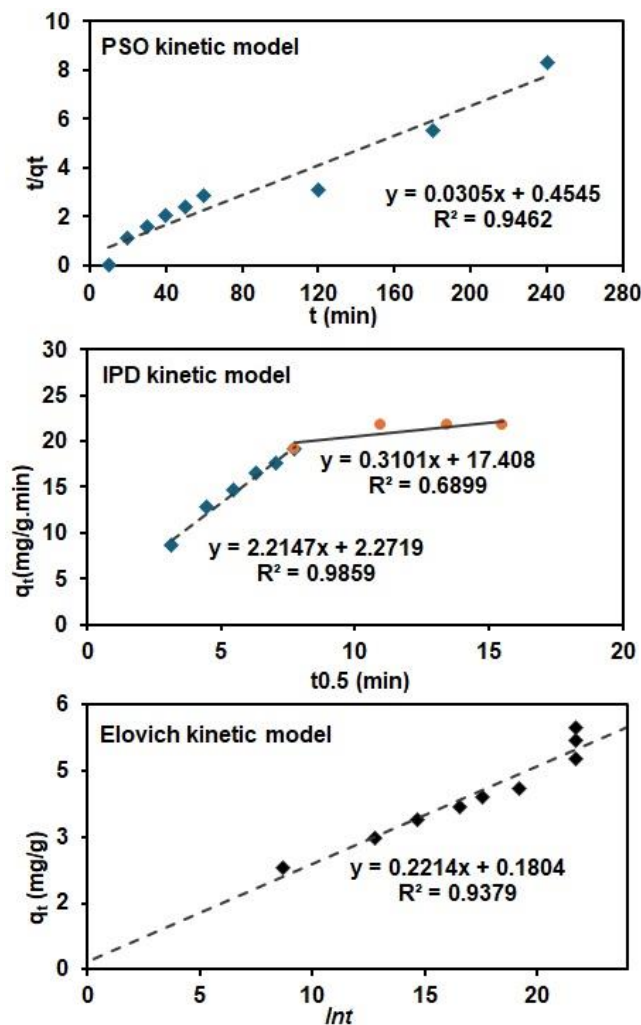 PSO kinetic model
10
8
6
4
2
0
t/qt
y = 0.0305x + 0.4545
R² = 0.9462
0 40 80 120 160 200 240 280
t (min)
IPD kinetic model
30
25
20
15
10
5
0
qt(mg/g.min)
y = 0.3101x + 17.408
R² = 0.6899
y = 2.2147x + 2.2719
R² = 0.9859
0 5 10 15 20
t0.5 (min)
Elovich kinetic model
6
5
3
2
0
qt (mg/g)
y = 0.2214x + 0.1804
R² = 0.9379
0 5 10 15 20
lnt